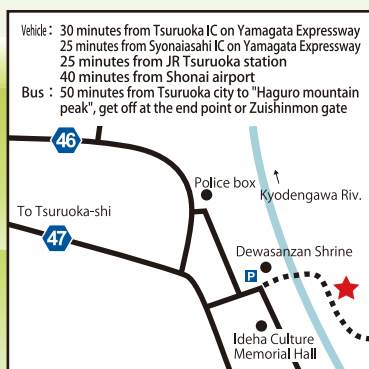 Vehicle : 30 minutes from Tsuruoka IC on Yamagata Expressway
25 minutes from Syonaiasahi IC on Yamagata Expressway
25 minutes from JR Tsuruoka station
40 minutes from Shonai airport
Bus : 50 minutes from Tsuruoka city to "Haguro mountain
peak", get off at the end point or Zuishinmon gate
46
Police box
Kyodengawa Riv.
To Tsuruoka-shi
47
Dewasanzan Shrine
P
Ideha Culture
Memorial Hall